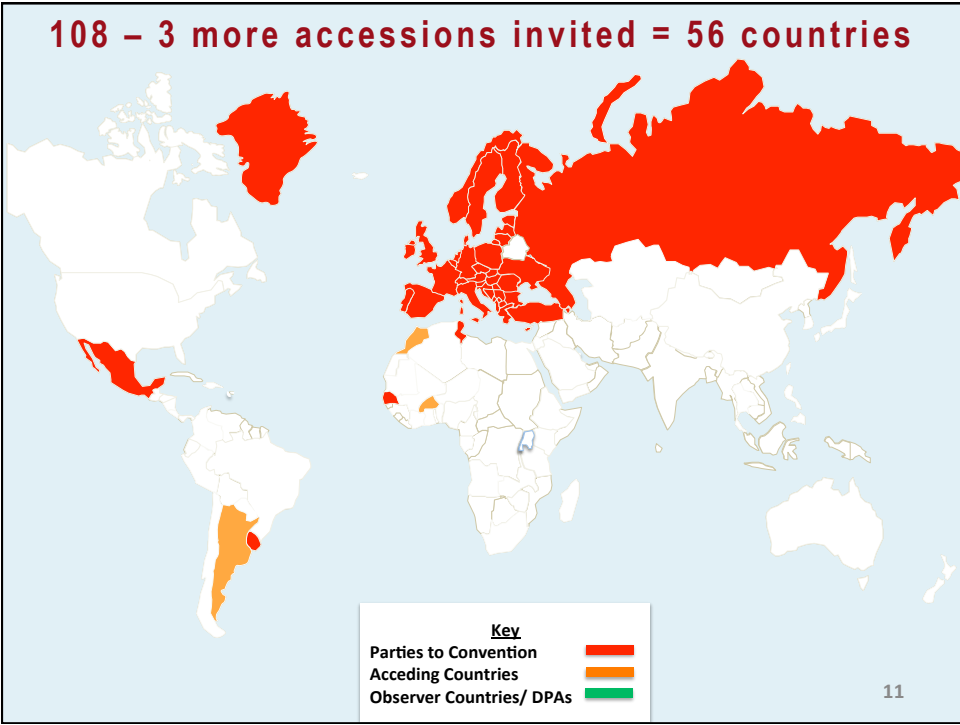 108 – 3 more accessions invited = 56 countries
Key
Parties to Convention
Acceding Countries
Observer Countries/ DPAs
11